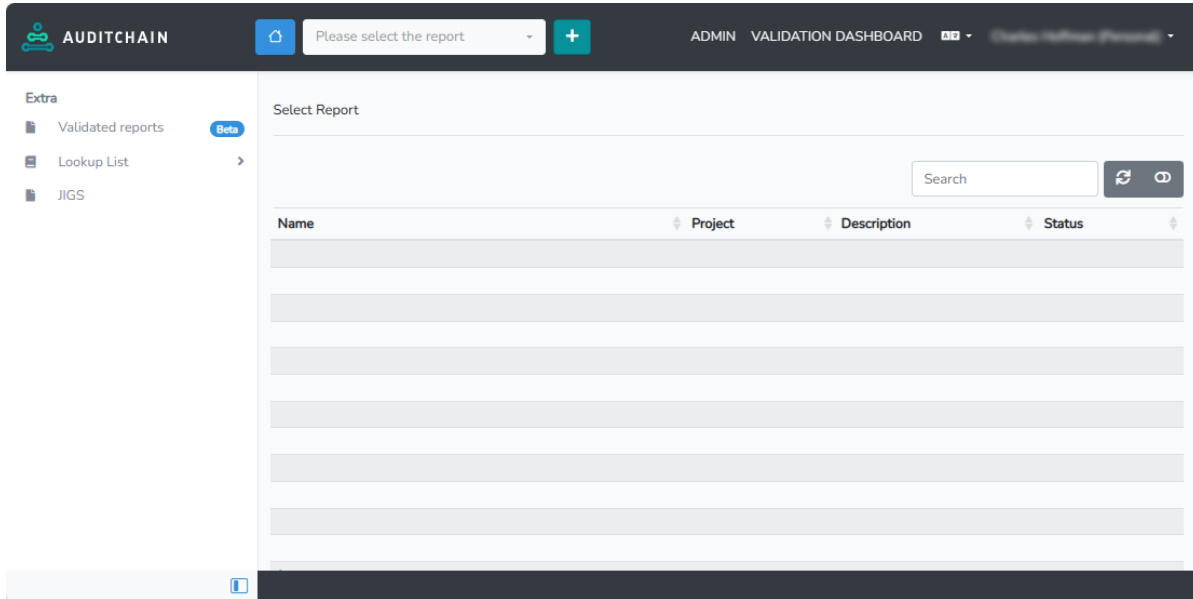 AUDITCHAIN
Please select the report
ADMIN VALIDATION DASHBOARD
Extra
Validated reports Beta
Lookup List
JIGS
Select Report
Search
Name Project Description Status